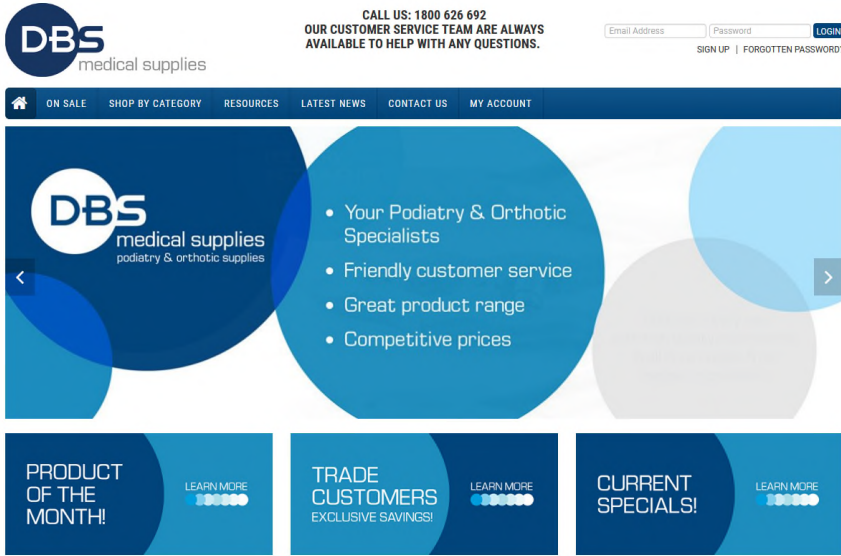 DBS
medical supplies
CALL US: 1800 626 692
OUR CUSTOMER SERVICE TEAM ARE ALWAYS
AVAILABLE TO HELP WITH ANY QUESTIONS.
Email Address
Password
LOGIN
SIGN UP | FORGOTTEN PASSWORD?
ON SALE
SHOP BY CATEGORY
RESOURCES
LATEST NEWS
CONTACT US
MY ACCOUNT
DBS
medical supplies
podiatry & orthotic supplies
• Your Podiatry & Orthotic
Specialists
• Friendly customer service
• Great product range
• Competitive prices
PRODUCT
OF THE
MONTH!
LEARN MORE
TRADE
CUSTOMERS
EXCLUSIVE SAVINGS!
LEARN MORE
CURRENT
SPECIALS!
LEARN MORE